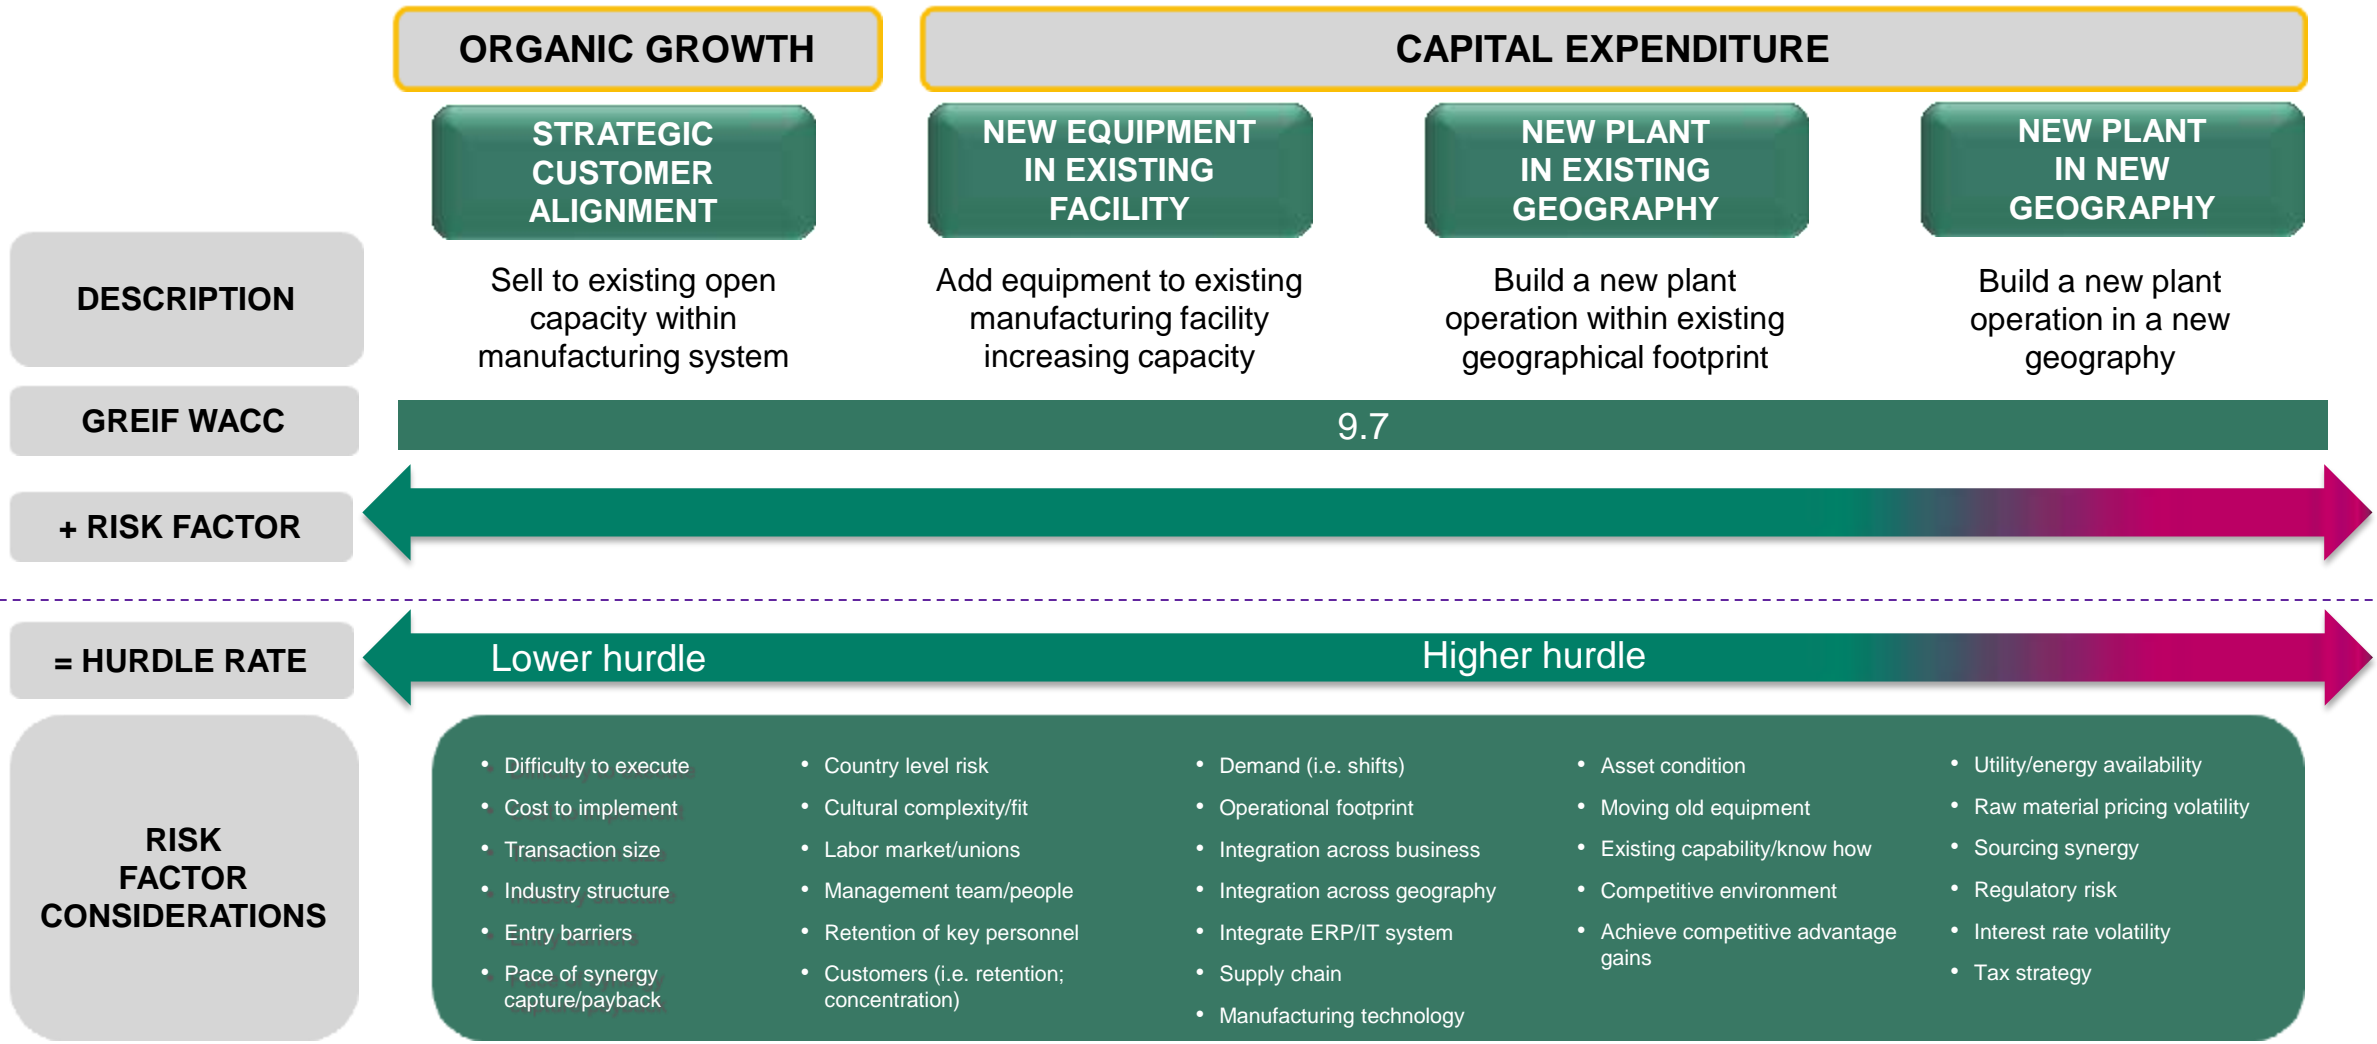 ORGANIC GROWTH
CAPITAL EXPENDITURE
STRATEGIC
CUSTOMER
ALIGNMENT
NEW EQUIPMENT
IN EXISTING
FACILITY
NEW PLANT
IN EXISTING
GEOGRAPHY
NEW PLANT
IN NEW
GEOGRAPHY
DESCRIPTION
Sell to existing open
capacity within
manufacturing system
Add equipment to existing
manufacturing facility
increasing capacity
Build a new plant
operation within existing
geographical footprint
Build a new plant
operation in a new
geography
GREIF WACC
9.7
+ RISK FACTOR
= HURDLE RATE
Lower hurdle
Higher hurdle
RISK
FACTOR
CONSIDERATIONS
• Difficulty to execute
• Cost to implement
• Transaction size
• Industry structure
• Entry barriers
• Pace of synergy
capture/payback
• Country level risk
• Cultural complexity/fit
• Labor market/unions
• Management team/people
• Retention of key personnel
• Customers (i.e. retention;
concentration)
• Demand (i.e. shifts)
• Operational footprint
• Integration across business
• Integration across geography
• Integrate ERP/IT system
• Supply chain
• Manufacturing technology
• Asset condition
• Moving old equipment
• Existing capability/know how
• Competitive environment
• Achieve competitive advantage
gains
• Utility/energy availability
• Raw material pricing volatility
• Sourcing synergy
• Regulatory risk
• Interest rate volatility
• Tax strategy